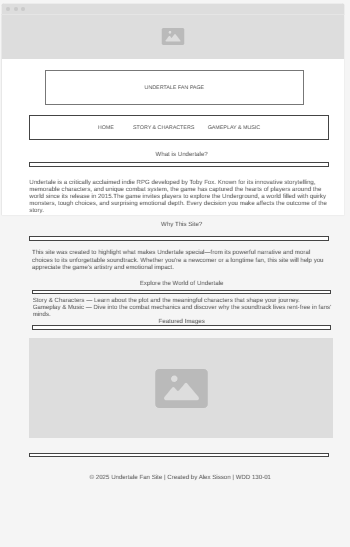 UNDERTALE FAN PAGE
HOME STORY & CHARACTERS GAMEPLAY & MUSIC
What is Undertale?
Undertale is a critically acclaimed indie RPG developed by Toby Fox. Known for its innovative storytelling,
memorable characters, and unique combat system, the game has captured the hearts of players around the
world since its release in 2015.The game invites players to explore the Underground, a world filled with quirky
monsters, tough choices, and surprising emotional depth. Every decision you make affects the outcome of the
story.
Why This Site?
This site was created to highlight what makes Undertale special—from its powerful narrative and moral
choices to its unforgettable soundtrack. Whether you're a newcomer or a longtime fan, this site will help you
appreciate the game's artistry and emotional impact.
Explore the World of Undertale
Story & Characters — Learn about the plot and the meaningful characters that shape your journey.
Gameplay & Music — Dive into the combat mechanics and discover why the soundtrack lives rent-free in fans'
minds.
Featured Images
© 2025 Undertale Fan Site | Created by Alex Sisson | WDD 130-01